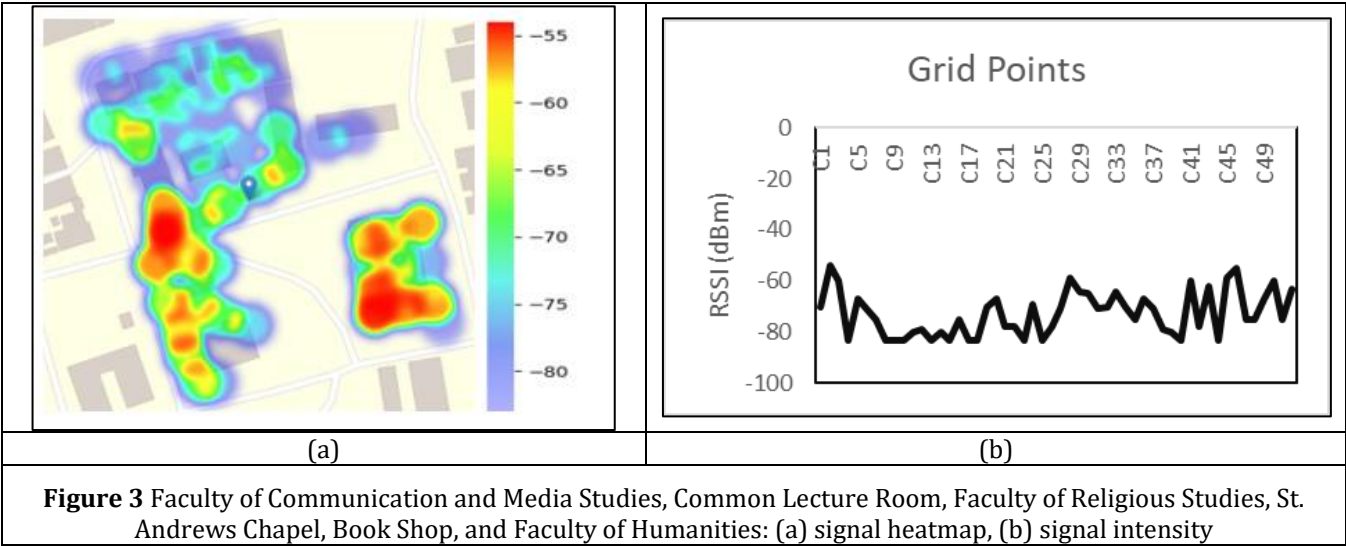 −55
−60
−65
−70
−75
−80
Grid Points
0
-20
-40
-60
-80
-100
RSSI (dBm)
C1
C5
C9
C13
C17
C21
C25
C29
C33
C37
C41
C45
C49
(a)
(b)
Figure 3 Faculty of Communication and Media Studies, Common Lecture Room, Faculty of Religious Studies, St.
Andrews Chapel, Book Shop, and Faculty of Humanities: (a) signal heatmap, (b) signal intensity